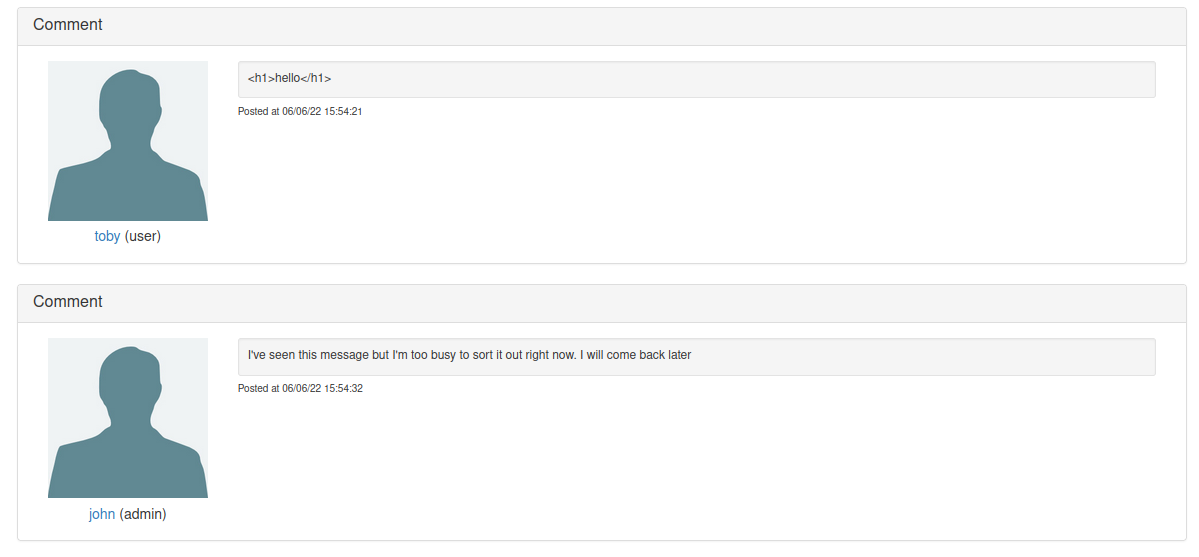 Comment
<h1>hello</h1>
Posted at 06/06/22 15:54:21
toby (user)
Comment
I've seen this message but I'm too busy to sort it out right now. I will come back later
Posted at 06/06/22 15:54:32
john (admin)